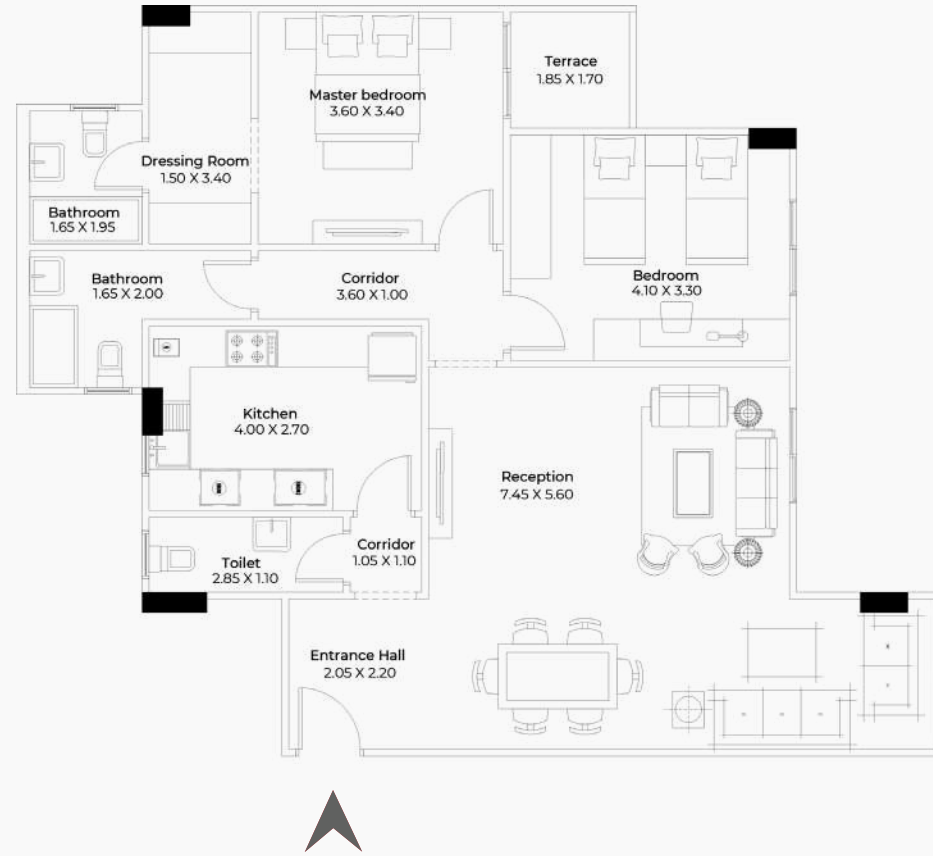 Terrace
1.85 X 1.70
Master bedroom
3.60 X 3.40
Dressing Room
1.50 X 3.40
Bathroom
1.65 X 1.95
Bathroom
1.65 X 2.00
Corridor
3.60 X 1.00
Bedroom
4.10 X 3.30
Kitchen
4.00 X 2.70
Reception
7.45 X 5.60
Corridor
1.05 X 1.10
Toilet
2.85 X 1.10
Entrance Hall
2.05 X 2.20